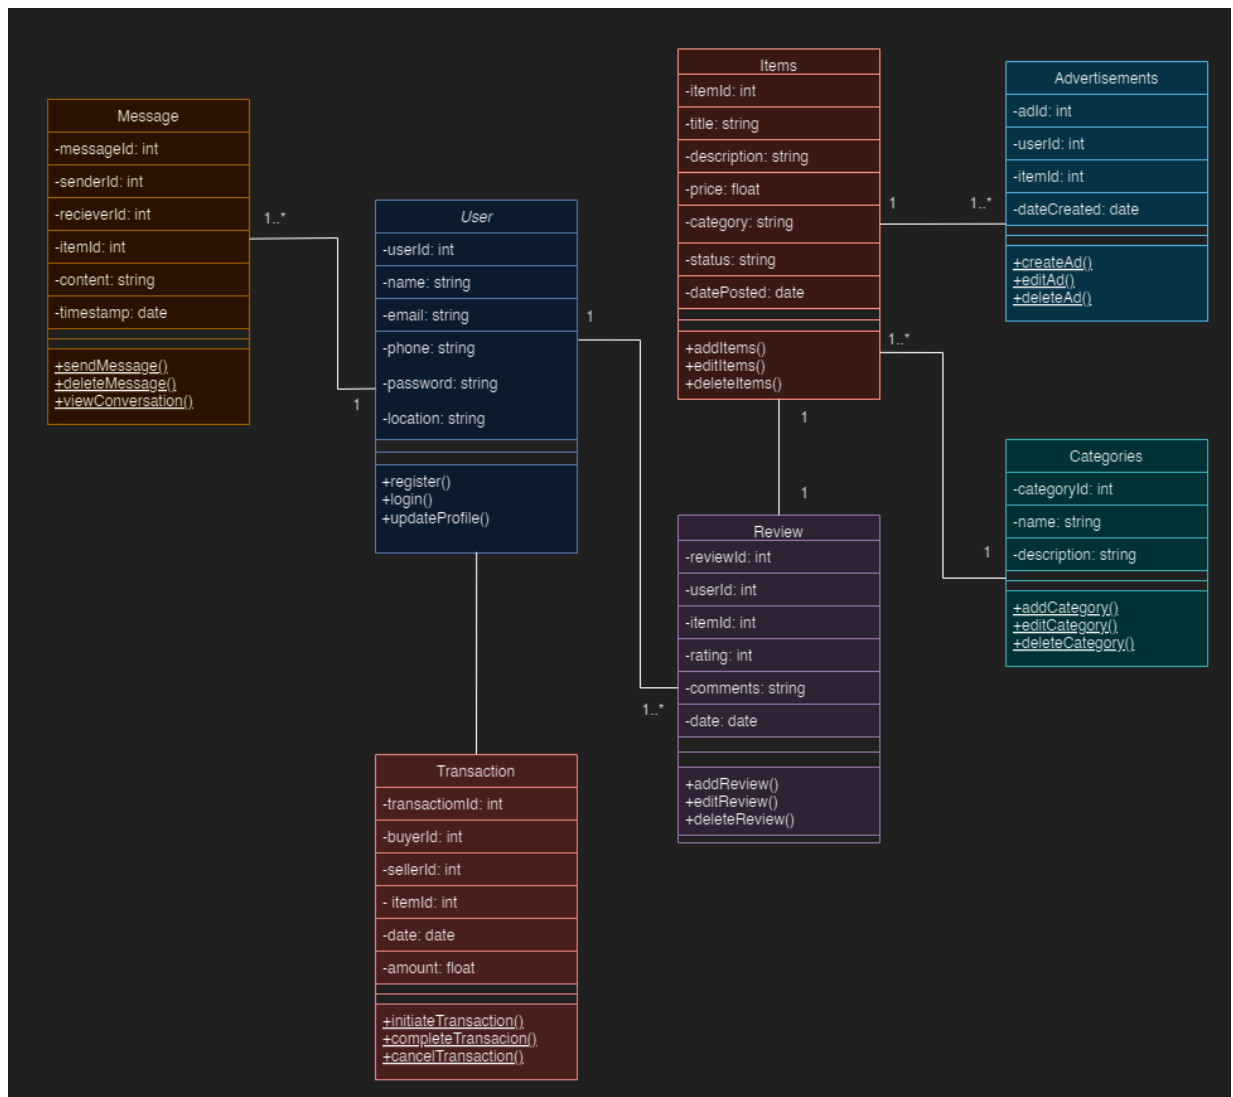 Message
-messageId: int
-senderId: int
-recieverId: int
-itemId: int
-content: string
-timestamp: date
+sendMessage()
+deleteMessage()
+viewConversation()
1..*
1
User
-userId: int
-name: string
-email: string
-phone: string
-password: string
-location: string
+register()
+login()
+updateProfile()
1
1..*
Items
-itemId: int
-title: string
-description: string
-price: float
-category: string
-status: string
-datePosted: date
+addItems()
+editItems()
+deleteItems()
1
1..*
1..*
1
1
1
Advertisements
-adId: int
-userId: int
-itemId: int
-dateCreated: date
+createAd()
+editAd()
+deleteAd()
Categories
-categoryId: int
-name: string
-description: string
+addCategory()
+editCategory()
+deleteCategory()
Review
-reviewId: int
-userId: int
-itemId: int
-rating: int
-comments: string
-date: date
+addReview()
+editReview()
+deleteReview()
Transaction
-transactiomId: int
-buyerId: int
-sellerId: int
- itemId: int
-date: date
-amount: float
+initiateTransaction()
+completeTransacion()
+cancelTransaction()